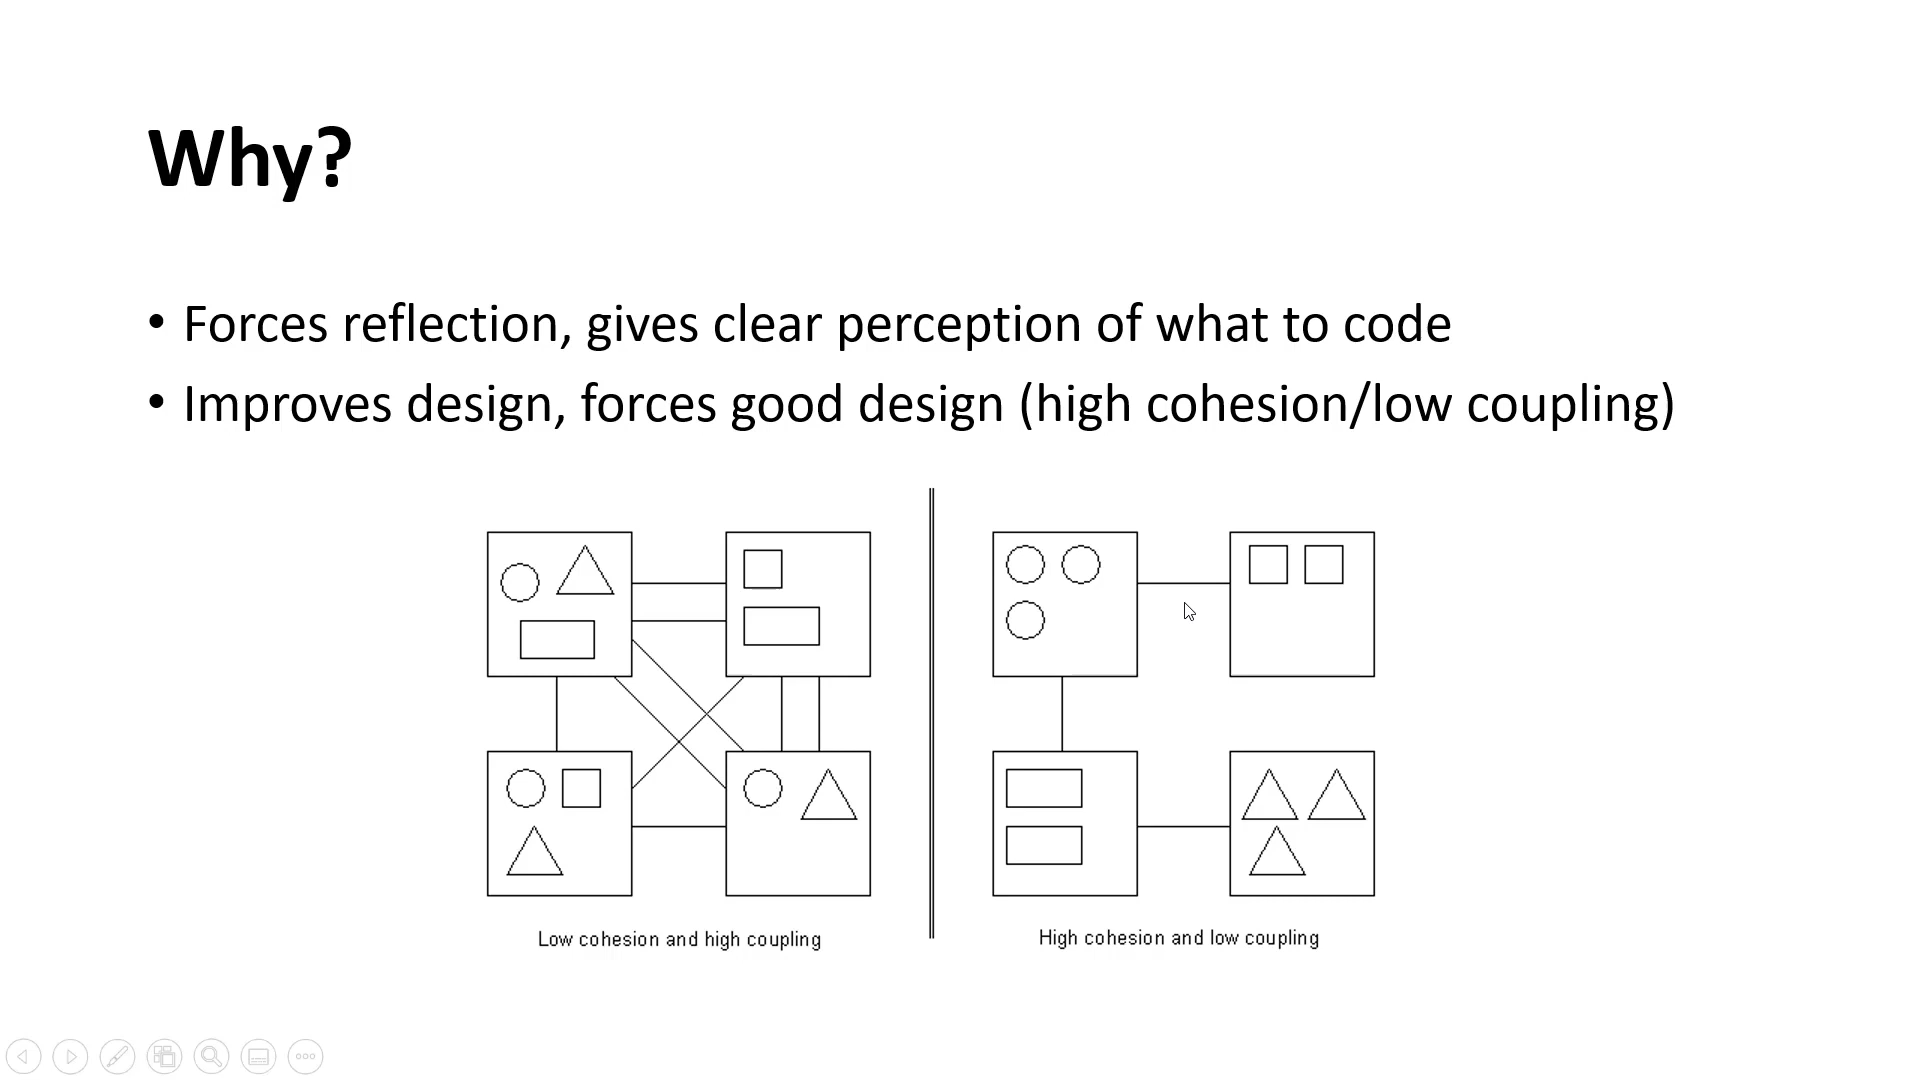 Why?
• Forces reflection, gives clear perception of what to code
• Improves design, forces good design (high cohesion/low coupling)
Low cohesion and high coupling
High cohesion and low coupling